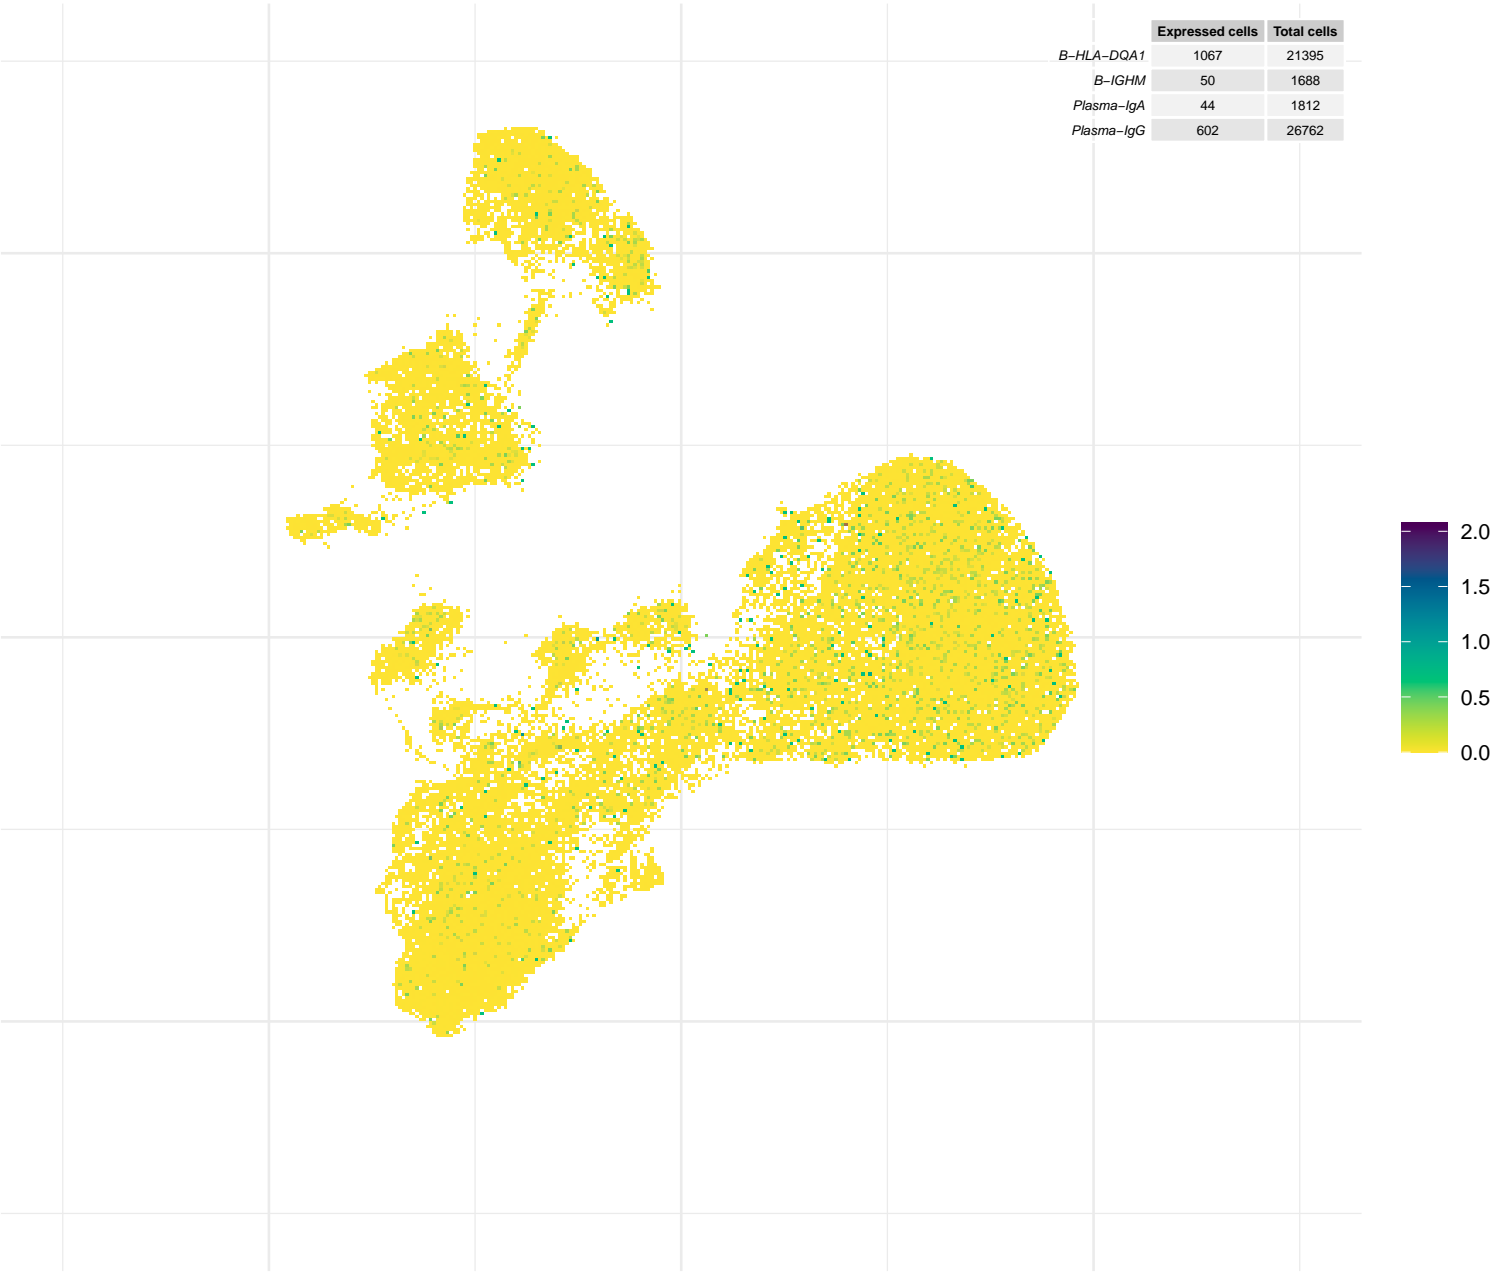 Expressed cells Total cells
B−HLA−DQA1 1067 21395
B−IGHM 50 1688
Plasma−IgA 44 1812
Plasma−IgG 602 26762
2.0
1.5
1.0
0.5
0.0